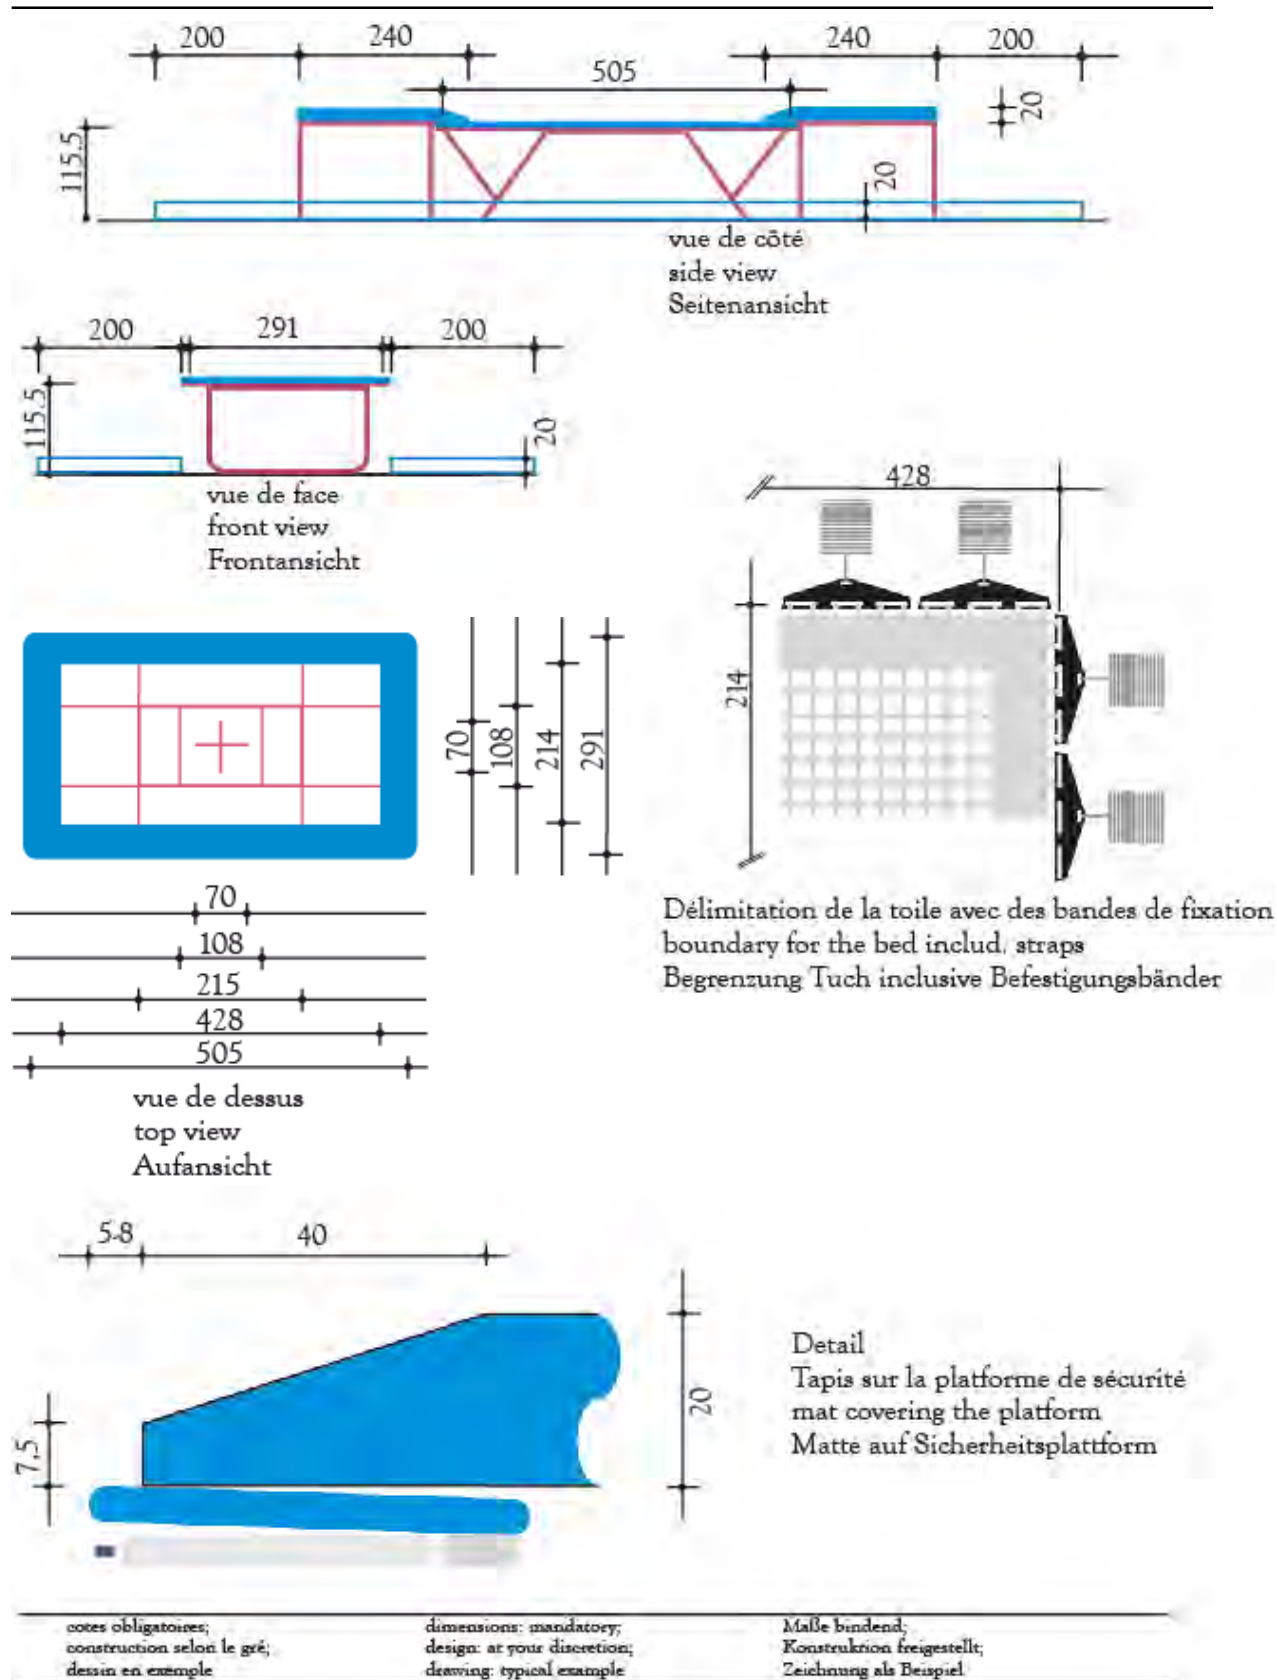 200 240 240 200
505
20
115.5
20
vue de côté
side view
Seitenansicht
200 291 200
115.5
20
vue de face
front view
Frontansicht
428
214
70
108
214
291
Délimitation de la toile avec des bandes de fixation
boundary for the bed includ. straps
Begrenzung Tuch inclusive Befestigungsbänder
70
108
215
428
505
vue de dessus
top view
Aufansicht
5-8 40
7,5
20
Detail
Tapis sur la platforme de sécurité
mat covering the platform
Matte auf Sicherheitsplattform
cotes obligatoires;
construction selon le gré;
dessin en exemple
dimensions: mandatory;
design: at your discretion;
drawing: typical example
Maße bindend;
Konstruktion freigestellt;
Zeichnung als Beispiel